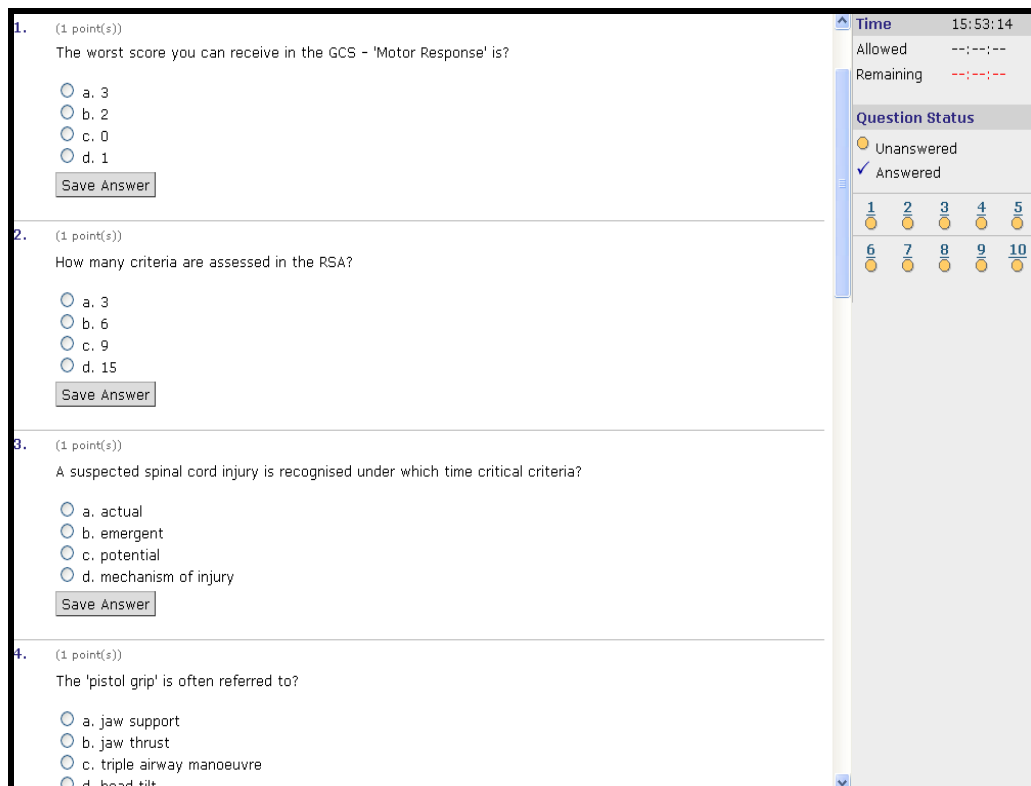 1. (1 point(s))
The worst score you can receive in the GCS - 'Motor Response' is?
a. 3
b. 2
c. 0
d. 1
Save Answer
2. (1 point(s))
How many criteria are assessed in the RSA?
a. 3
b. 6
c. 9
d. 15
Save Answer
3. (1 point(s))
A suspected spinal cord injury is recognised under which time critical criteria?
a. actual
b. emergent
c. potential
d. mechanism of injury
Save Answer
4. (1 point(s))
The 'pistol grip' is often referred to?
a. jaw support
b. jaw thrust
c. triple airway manoeuvre
d. head tilt
Time 15:53:14
Allowed --:--:--
Remaining --:--:--
Question Status
Unanswered
Answered
1 2 3 4 5
6 7 8 9 10